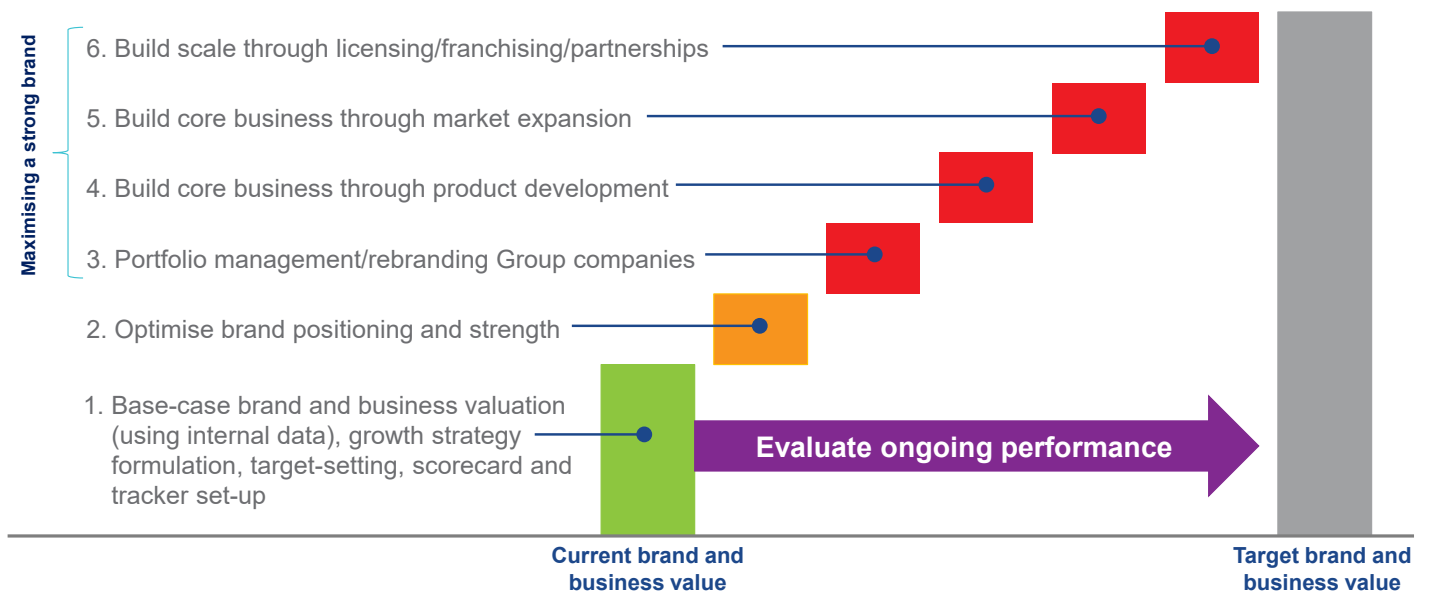 Maximising a strong brand
6. Build scale through licensing/franchising/partnerships
5. Build core business through market expansion
4. Build core business through product development
3. Portfolio management/rebranding Group companies
2. Optimise brand positioning and strength
1. Base-case brand and business valuation
(using internal data), growth strategy
formulation, target-setting, scorecard and
tracker set-up
Evaluate ongoing performance
Current brand and
business value
Target brand and
business value